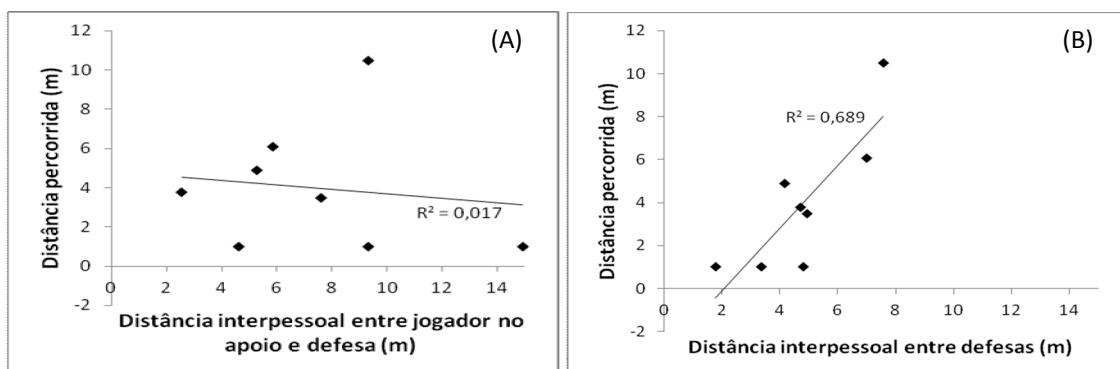 (A)
Distância percorrida (m)
12
10
8
6
4
2
0
-2
R² = 0,017
0 2 4 6 8 10 12 14
Distância interpessoal entre jogador no
apoio e defesa (m)
(B)
Distância percorrida (m)
12
10
8
6
4
2
0
-2
R² = 0,689
0 2 4 6 8 10 12 14
Distância interpessoal entre defesas (m)